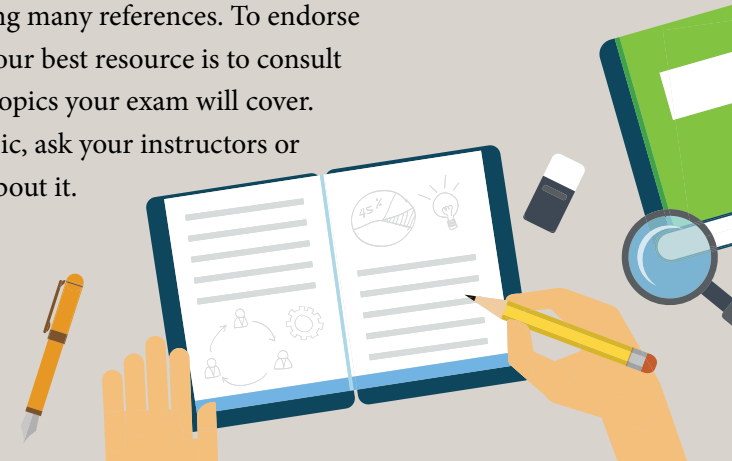 ng many references. To endorse
our best resource is to consult
opics your exam will cover.
ic, ask your instructors or
bout it.
45%